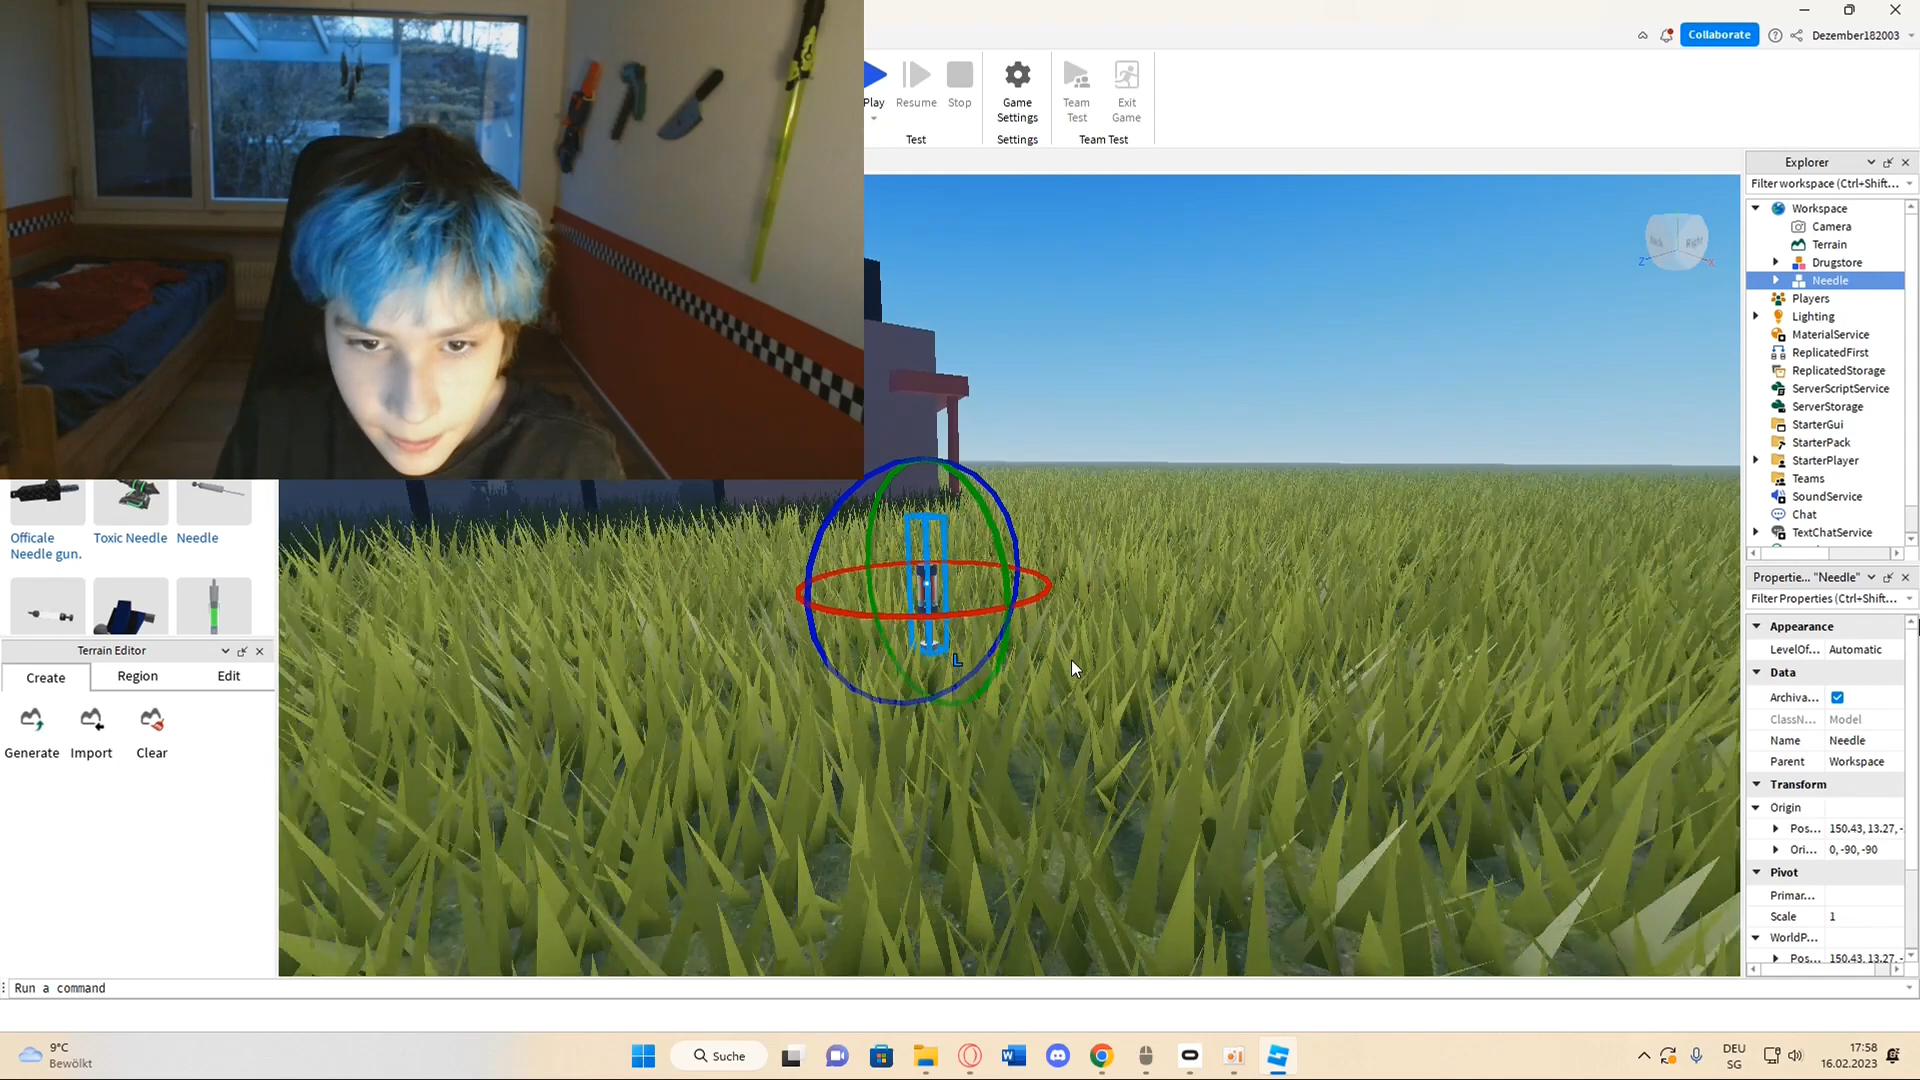 Collaborate
Dezember182003
Play
Resume
Stop
Game
Settings
Team
Test
Exit
Game
Test
Settings
Team Test
Explorer
Filter workspace (Ctrl+Shift...
Workspace
Camera
Terrain
Drugstore
Needle
Players
Lighting
MaterialService
ReplicatedFirst
ReplicatedStorage
ServerScriptService
ServerStorage
StarterGui
StarterPack
StarterPlayer
Teams
SoundService
Chat
TextChatService
Back
Right
Z
X
L
Officale
Needle gun.
Toxic Needle
Needle
Terrain Editor
Create
Region
Edit
Generate
Import
Clear
Propertie... "Needle"
Filter Properties (Ctrl+Shift...
Appearance
LevelOf... Automatic
Data
Archiva...
ClassN... Model
Name Needle
Parent Workspace
Transform
Origin
Pos... 150.43, 13.27, -
Ori... 0, -90, -90
Pivot
Primar...
Scale 1
WorldP...
Pos... 150.43, 13.27, -
Run a command
9°C
Bewölkt
Suche
DEU
SG
17:58
16.02.2023